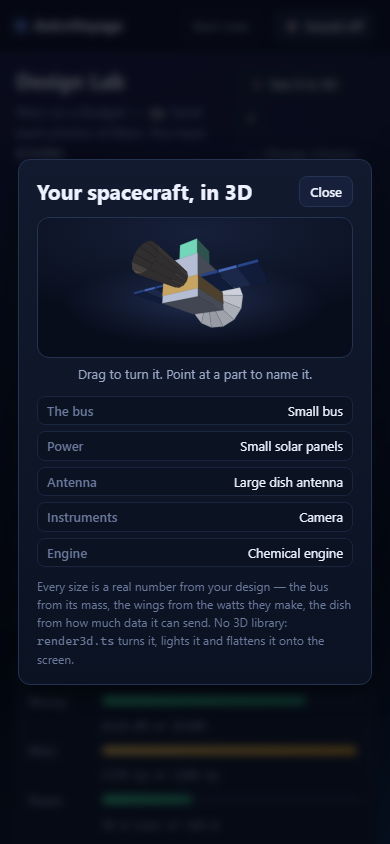 Design Lab
Your spacecraft, in 3D
Close
Drag to turn it. Point at a part to name it.
The bus
Small bus
Power
Small solar panels
Antenna
Large dish antenna
Instruments
Camera
Engine
Chemical engine
Every size is a real number from your design — the bus
from its mass, the wings from the watts they make, the dish
from how much data it can send. No 3D library:
render3d.ts turns it, lights it and flattens it onto the
screen.